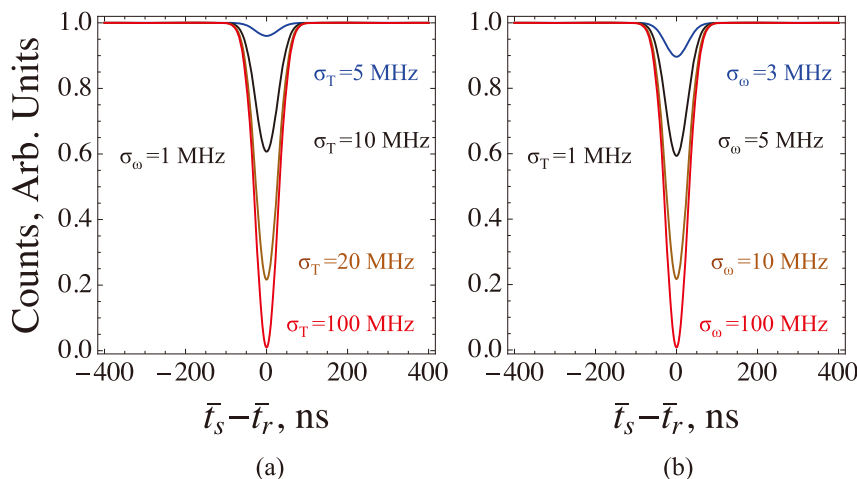 Counts, Arb. Units
1.0
0.8
0.6
0.4
0.2
0.0
σT=5 MHz
σT=10 MHz
σω=1 MHz
σT=20 MHz
σT=100 MHz
−400 −200 0 200 400
t̄s−t̄r, ns
(a)
1.0
0.8
0.6
0.4
0.2
0.0
σω=3 MHz
σω=5 MHz
σT=1 MHz
σω=10 MHz
σω=100 MHz
−400 −200 0 200 400
t̄s−t̄r, ns
(b)